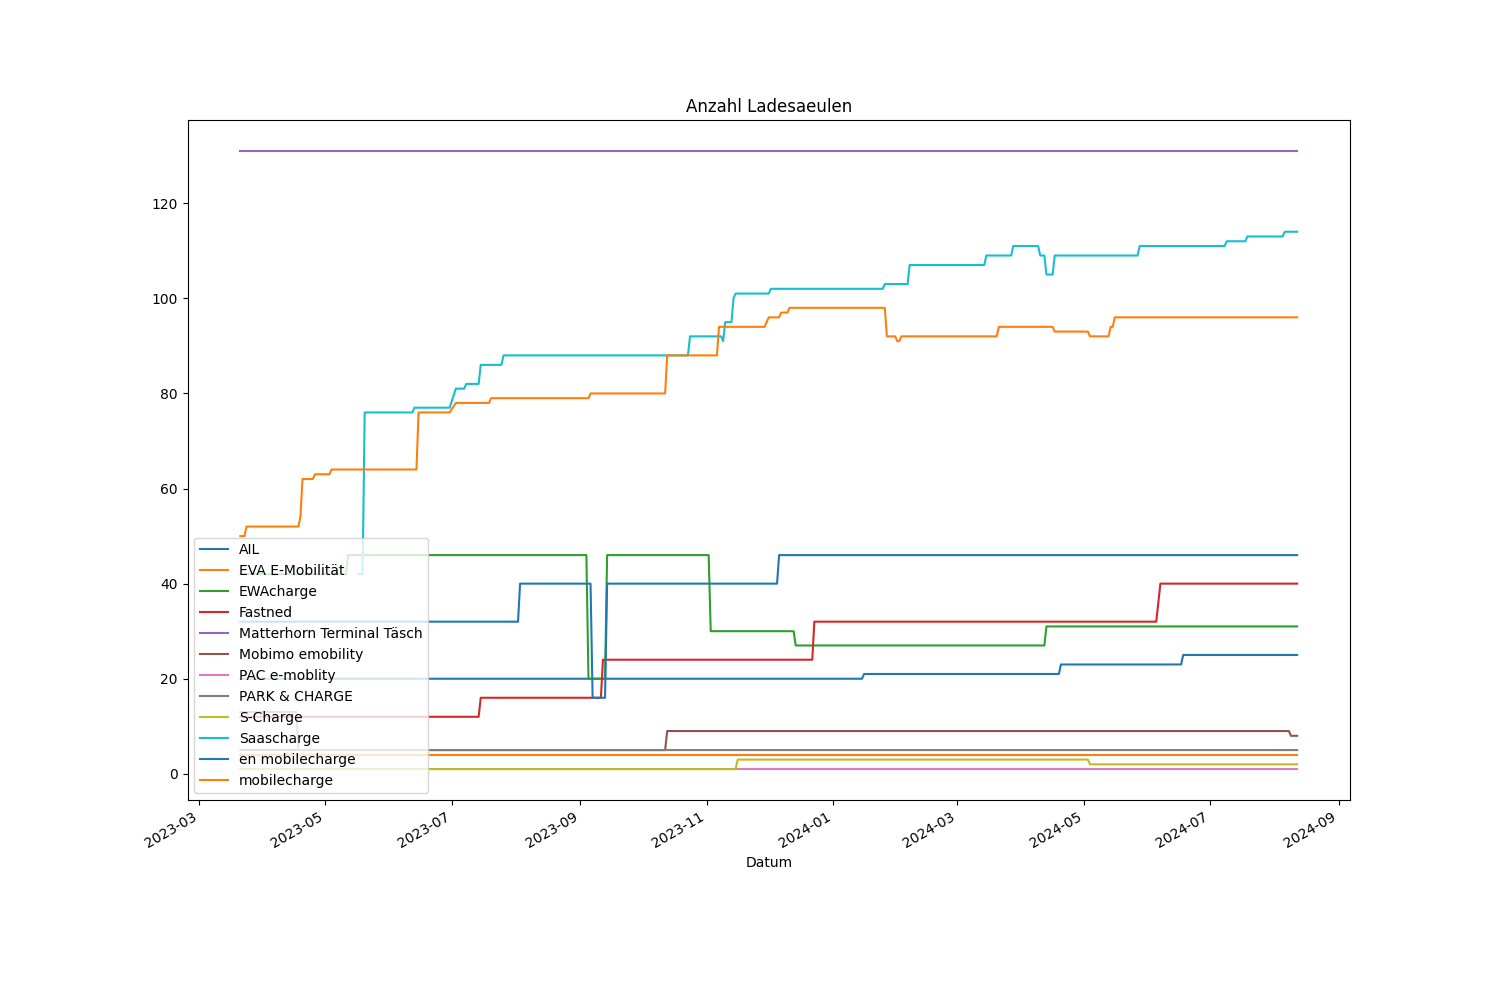 Anzahl Ladesaeulen
120
100
80
60
40
20
0
AIL
EVA E-Mobilität
EWAcharge
Fastned
Matterhorn Terminal Täsch
Mobimo emobility
PAC e-moblity
PARK & CHARGE
S-Charge
Saascharge
en mobilecharge
mobilecharge
2023-03
2023-05
2023-07
2023-09
2023-11
2024-01
2024-03
2024-05
2024-07
2024-09
Datum